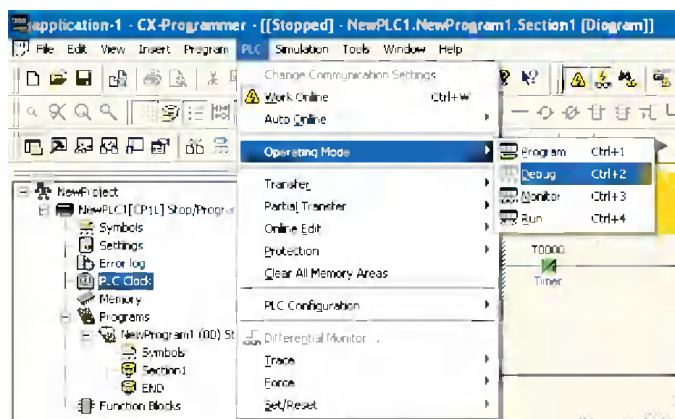 application-1 - CX-Programmer - [[Stopped] - NewPLC1.NewProgram1.Section1 [Diagram]]
File Edit View Insert Program PLC Simulation Tools Window Help
Change Communication Settings
Work Online Ctrl+W
Auto Online
Operating Mode
Program Ctrl+1
Debug Ctrl+2
Monitor Ctrl+3
Run Ctrl+4
Transfer
Partial Transfer
Online Edit
Protection
Clear All Memory Areas
PLC Configuration
Differential Monitor ...
Trace
Force
Set/Reset
NewProject
NewPLC1[CP1L] Stop/Progra
Symbols
Settings
Error log
PLC Clock
Memory
Programs
NewProgram1 (00) St
Symbols
Section1
END
Function Blocks
T0000
Timer